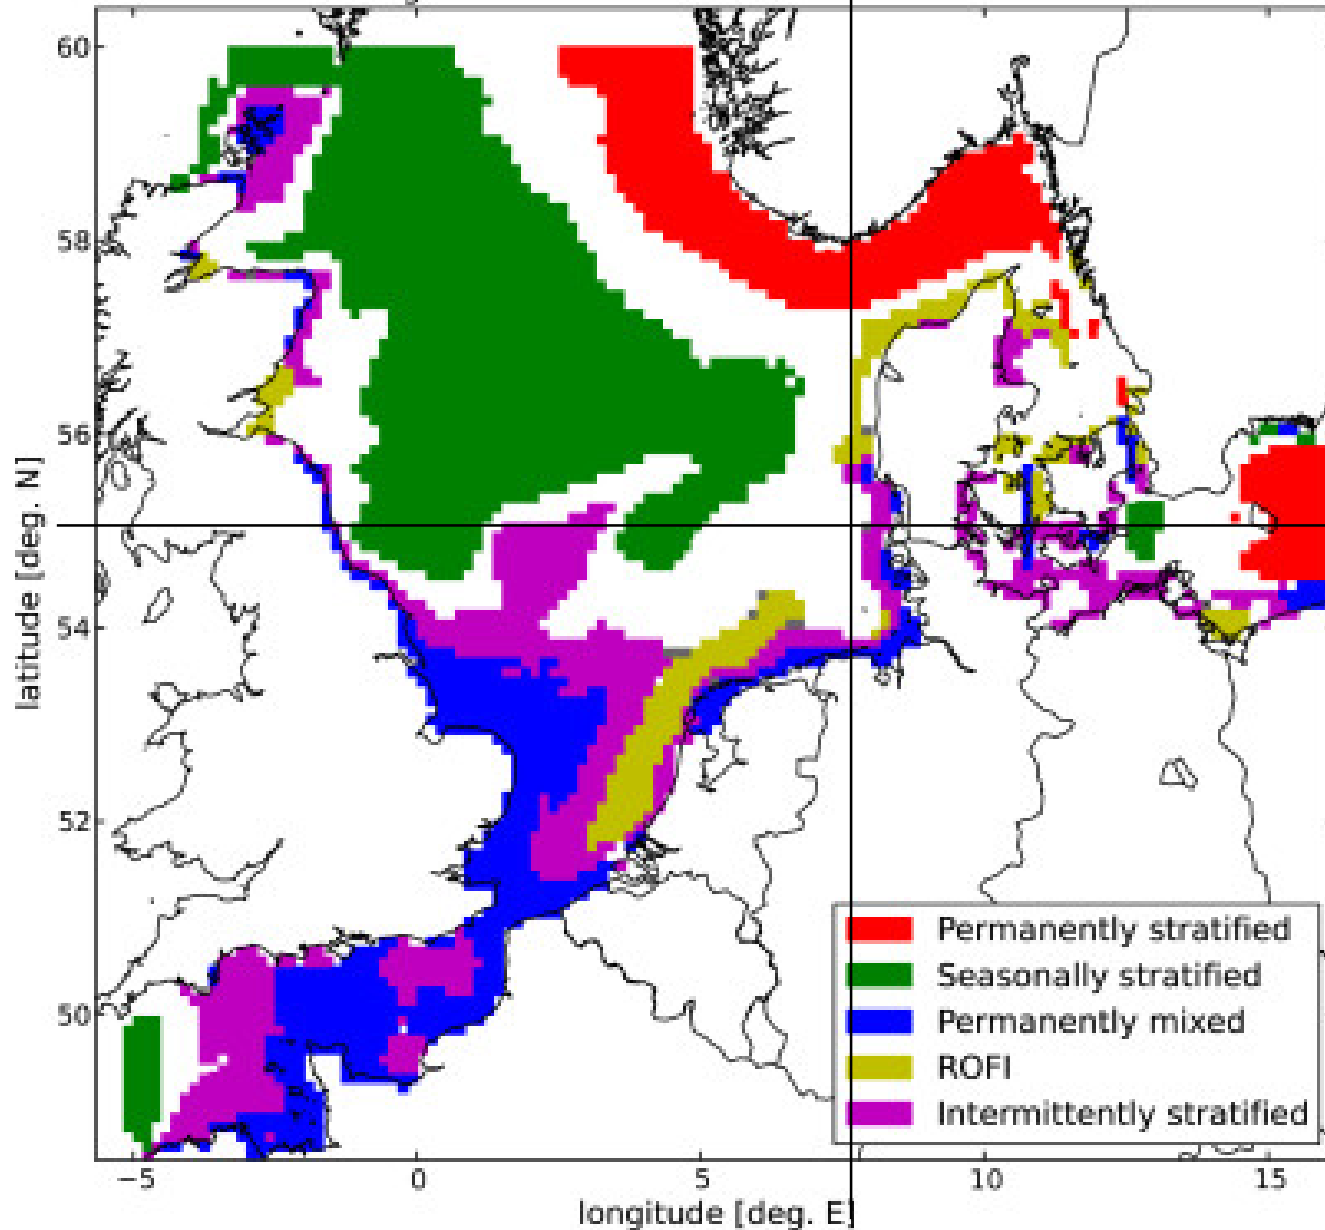 60
58
56
54
52
50
latitude [deg. N]
−5
0
5
10
15
longitude [deg. E]
Permanently stratified
Seasonally stratified
Permanently mixed
ROFI
Intermittently stratified